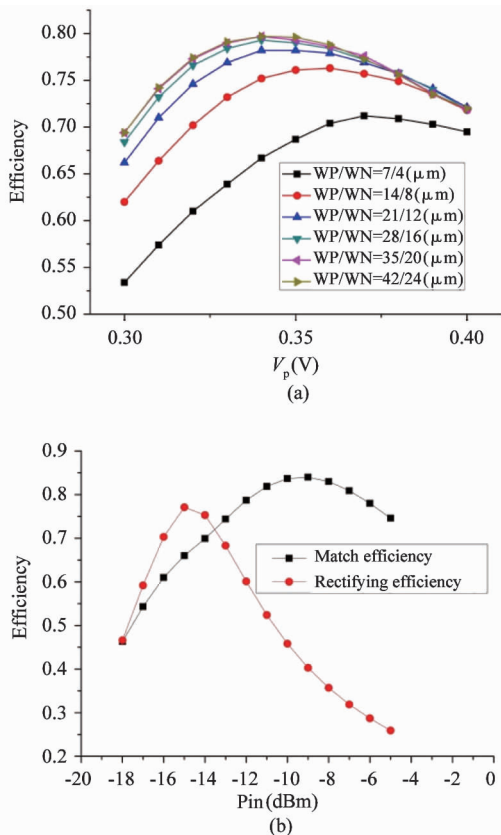 0.80
0.75
0.70
0.65
0.60
0.55
0.50
Efficiency
WP/WN=7/4(μm)
WP/WN=14/8(μm)
WP/WN=21/12(μm)
WP/WN=28/16(μm)
WP/WN=35/20(μm)
WP/WN=42/24(μm)
0.30 0.35 0.40
Vp(V)
(a)
0.9
0.8
0.7
0.6
0.5
0.4
0.3
0.2
Efficiency
Match efficiency
Rectifying efficiency
-20 -18 -16 -14 -12 -10 -8 -6 -4 -2 0
Pin(dBm)
(b)